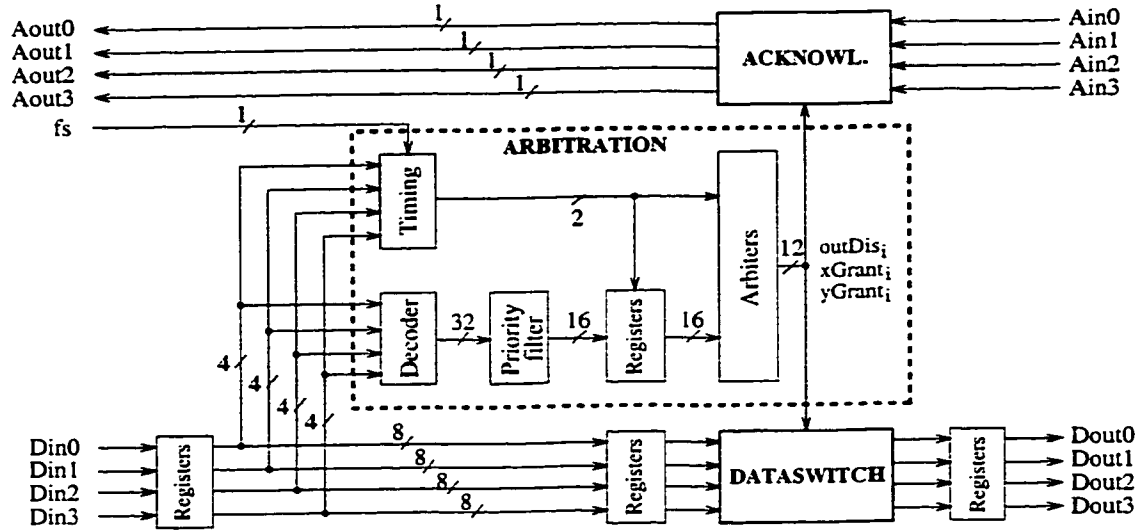 Aout0
Aout1
Aout2
Aout3
fs
1
1
1
1
1
ACKNOWL.
Ain0
Ain1
Ain2
Ain3
ARBITRATION
Timing
2
Arbiters
12
outDis_i
xGrant_i
yGrant_i
Decoder
32
Priority filter
16
Registers
16
4
4
4
4
Din0
Din1
Din2
Din3
Registers
8
8
8
8
Registers
DATASWITCH
Registers
Dout0
Dout1
Dout2
Dout3